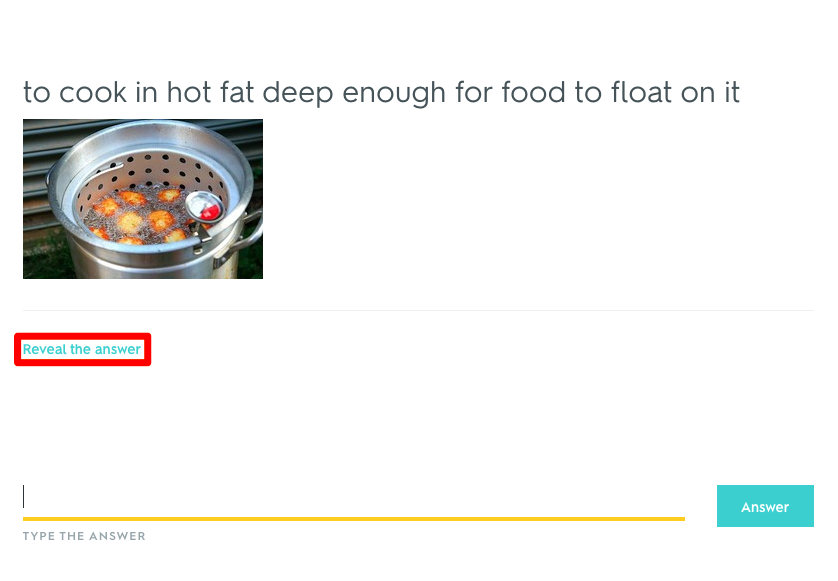 to cook in hot fat deep enough for food to float on it
Reveal the answer
Answer
TYPE THE ANSWER